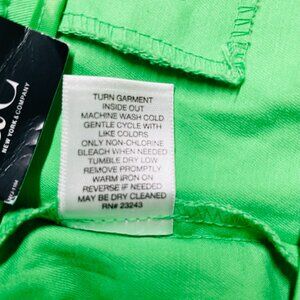 NEW YORK & COMPANY
TURN GARMENT
INSIDE OUT
MACHINE WASH COLD
GENTLE CYCLE WITH
LIKE COLORS
ONLY NON-CHLORINE
BLEACH WHEN NEEDED
TUMBLE DRY LOW
REMOVE PROMPTLY
WARM IRON ON
REVERSE IF NEEDED
MAY BE DRY CLEANED
RN# 23243